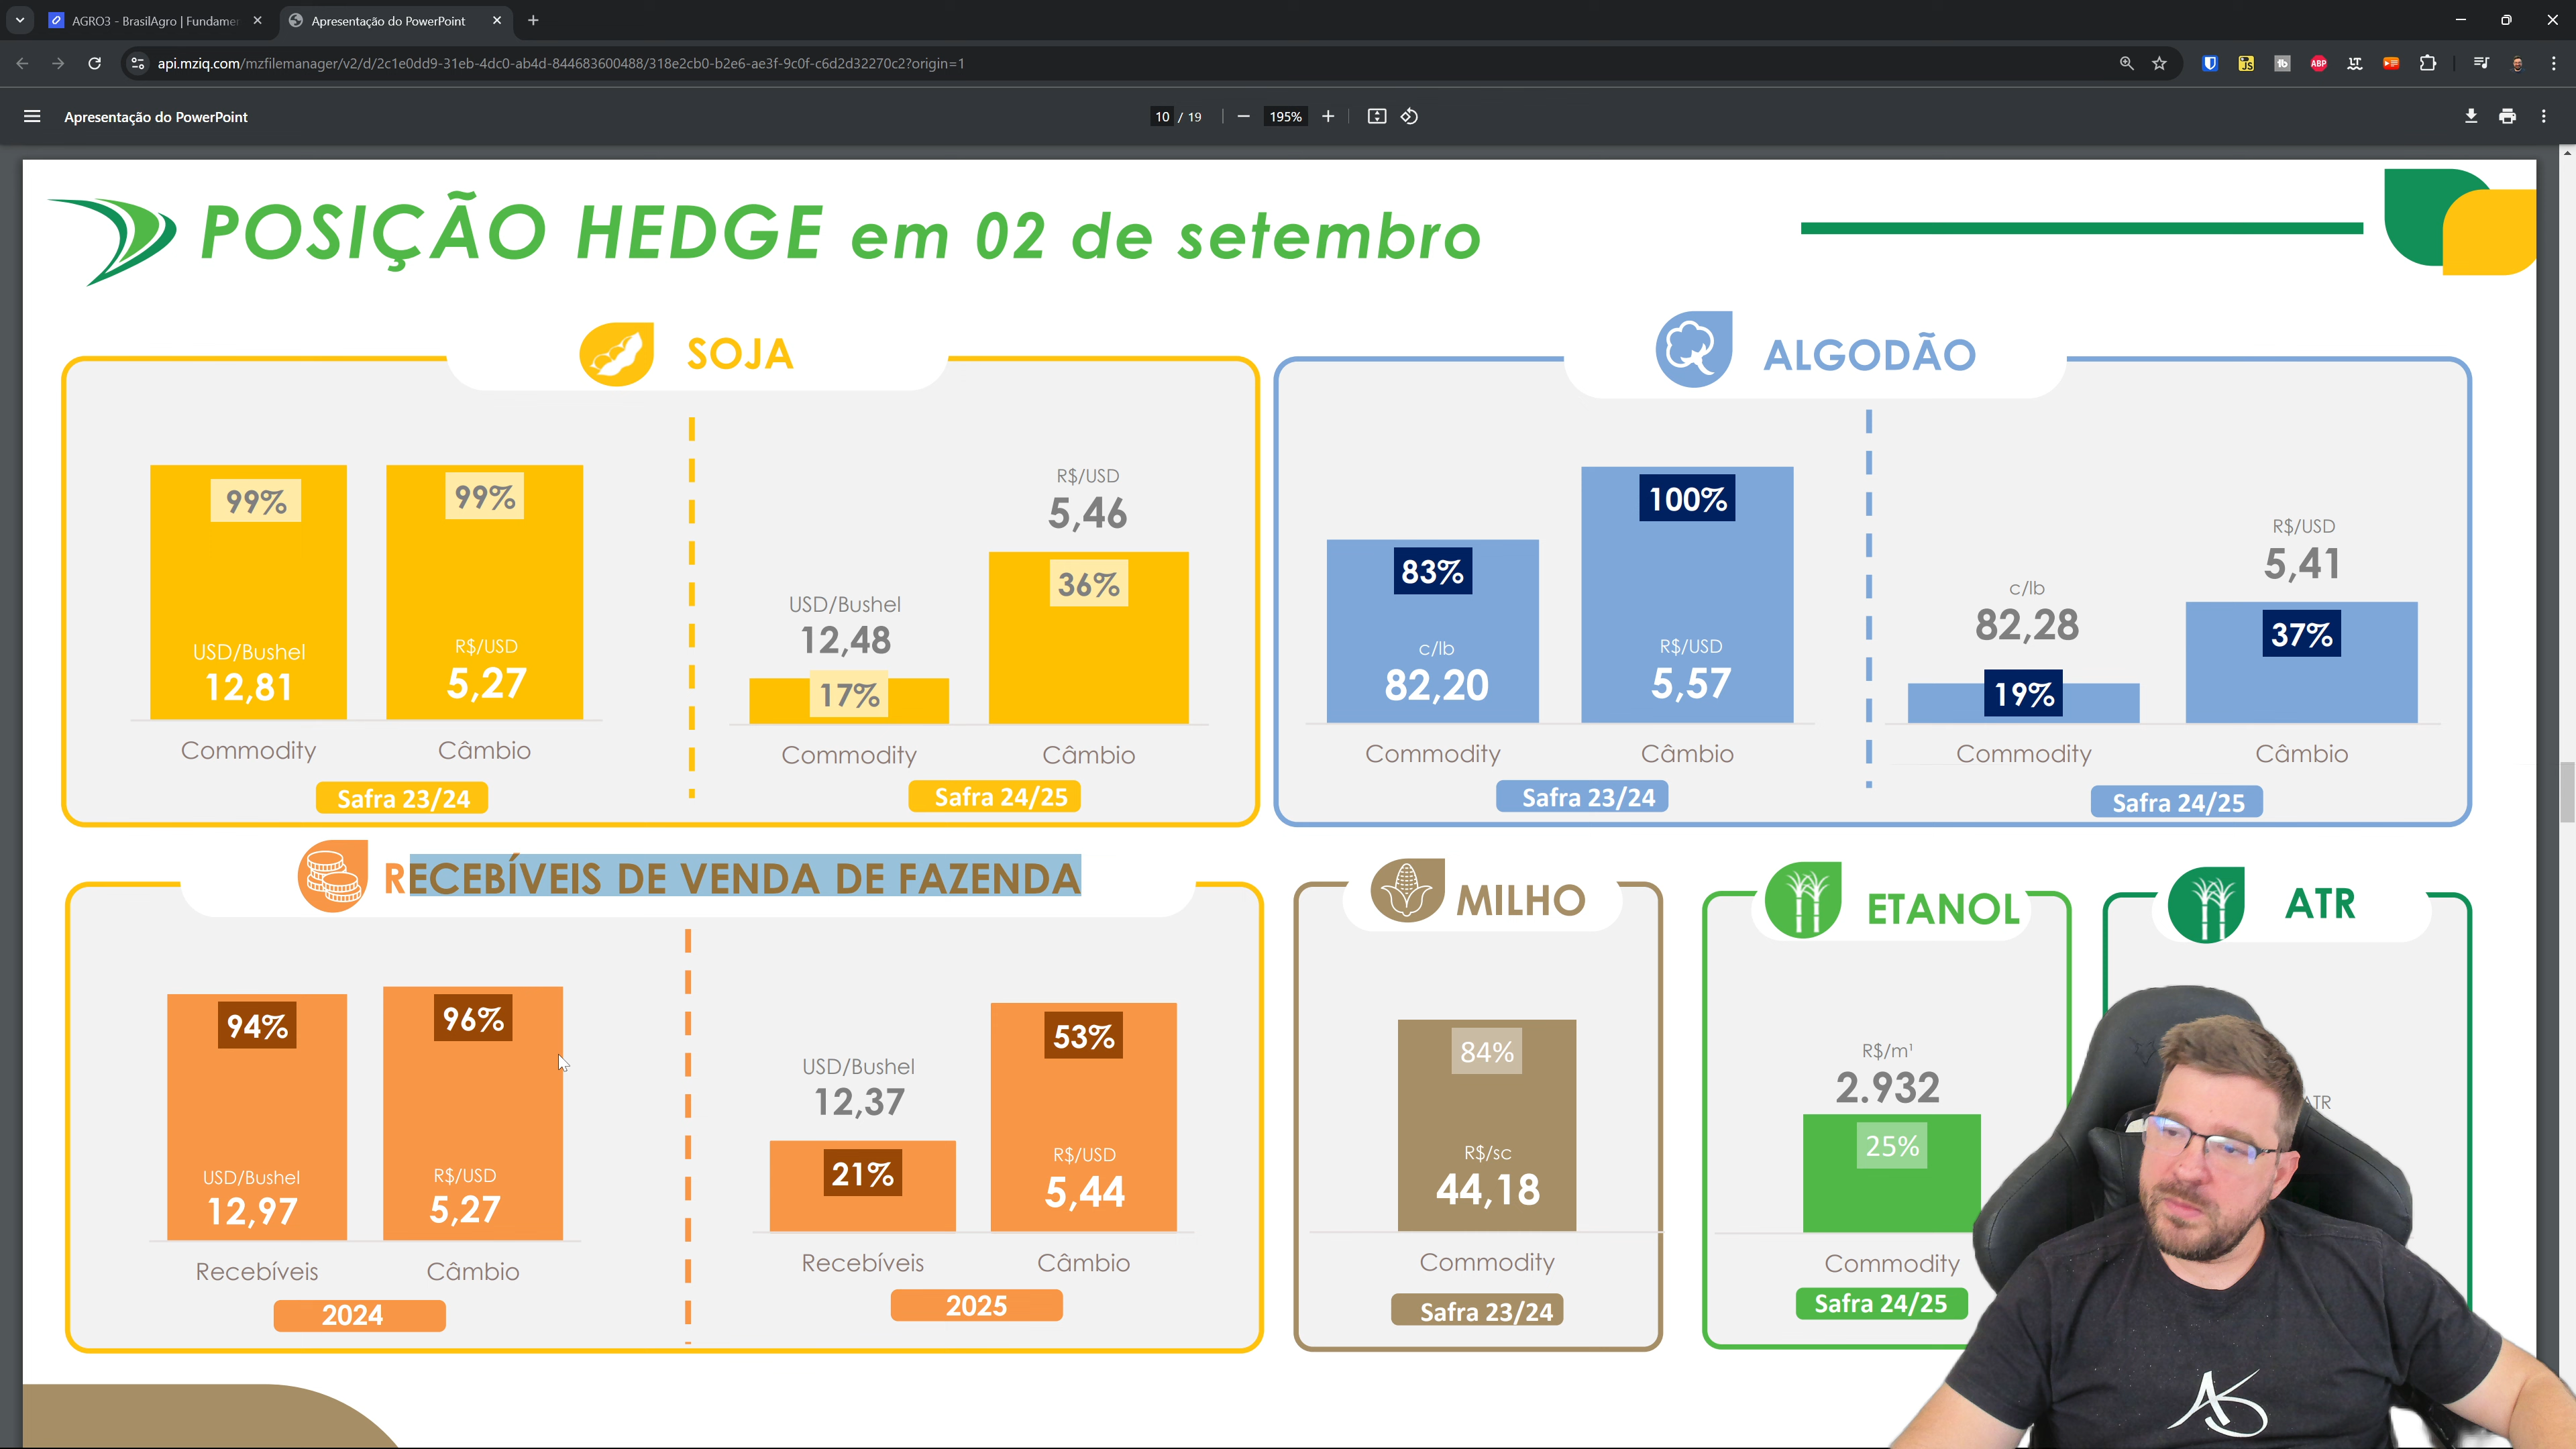 AGRO3 - BrasilAgro | Fundamer
Apresentação do PowerPoint
api.mziq.com/mzfilemanager/v2/d/2c1e0dd9-31eb-4dc0-ab4d-844683600488/318e2cb0-b2e6-ae3f-9c0f-c6d2d32270c2?origin=1
Apresentação do PowerPoint
10 / 19
195%
POSIÇÃO HEDGE em 02 de setembro
SOJA
99%
USD/Bushel
12,81
Commodity
99%
R$/USD
5,27
Câmbio
Safra 23/24
USD/Bushel
12,48
17%
Commodity
R$/USD
5,46
36%
Câmbio
Safra 24/25
ALGODÃO
83%
c/lb
82,20
Commodity
100%
R$/USD
5,57
Câmbio
Safra 23/24
c/lb
82,28
19%
Commodity
R$/USD
5,41
37%
Câmbio
Safra 24/25
RECEBÍVEIS DE VENDA DE FAZENDA
94%
USD/Bushel
12,97
Recebíveis
96%
R$/USD
5,27
Câmbio
2024
USD/Bushel
12,37
21%
Recebíveis
53%
R$/USD
5,44
Câmbio
2025
MILHO
84%
R$/sc
44,18
Commodity
Safra 23/24
ETANOL
R$/m¹
2.932
25%
Commodity
Safra 24/25
ATR
ATR